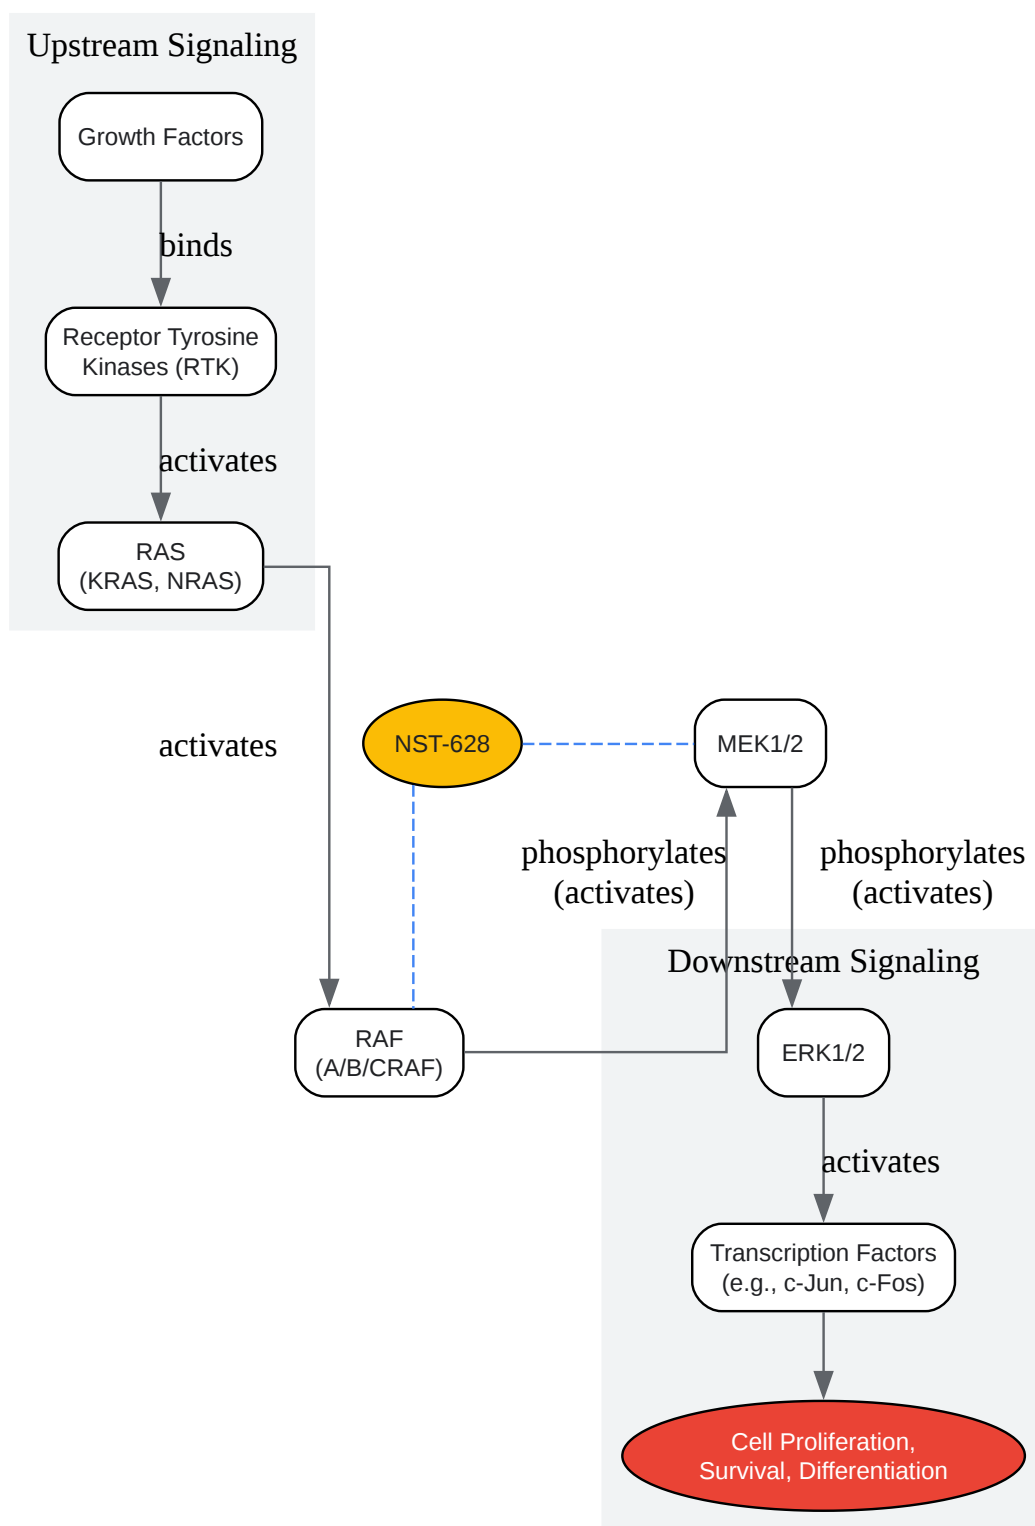 Upstream Signaling
Growth Factors
binds
Receptor Tyrosine
Kinases (RTK)
activates
RAS
(KRAS, NRAS)
activates
NST-628
MEK1/2
phosphorylates
(activates)
phosphorylates
(activates)
Downstream Signaling
RAF
(A/B/CRAF)
ERK1/2
activates
Transcription Factors
(e.g., c-Jun, c-Fos)
Cell Proliferation,
Survival, Differentiation